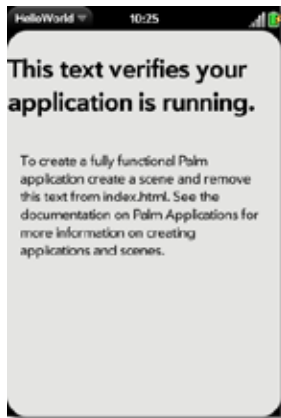 HelloWorld 10:25
This text verifies your
application is running.
To create a fully functional Palm
application create a scene and remove
this text from index.html. See the
documentation on Palm Applications for
more information on creating
applications and scenes.